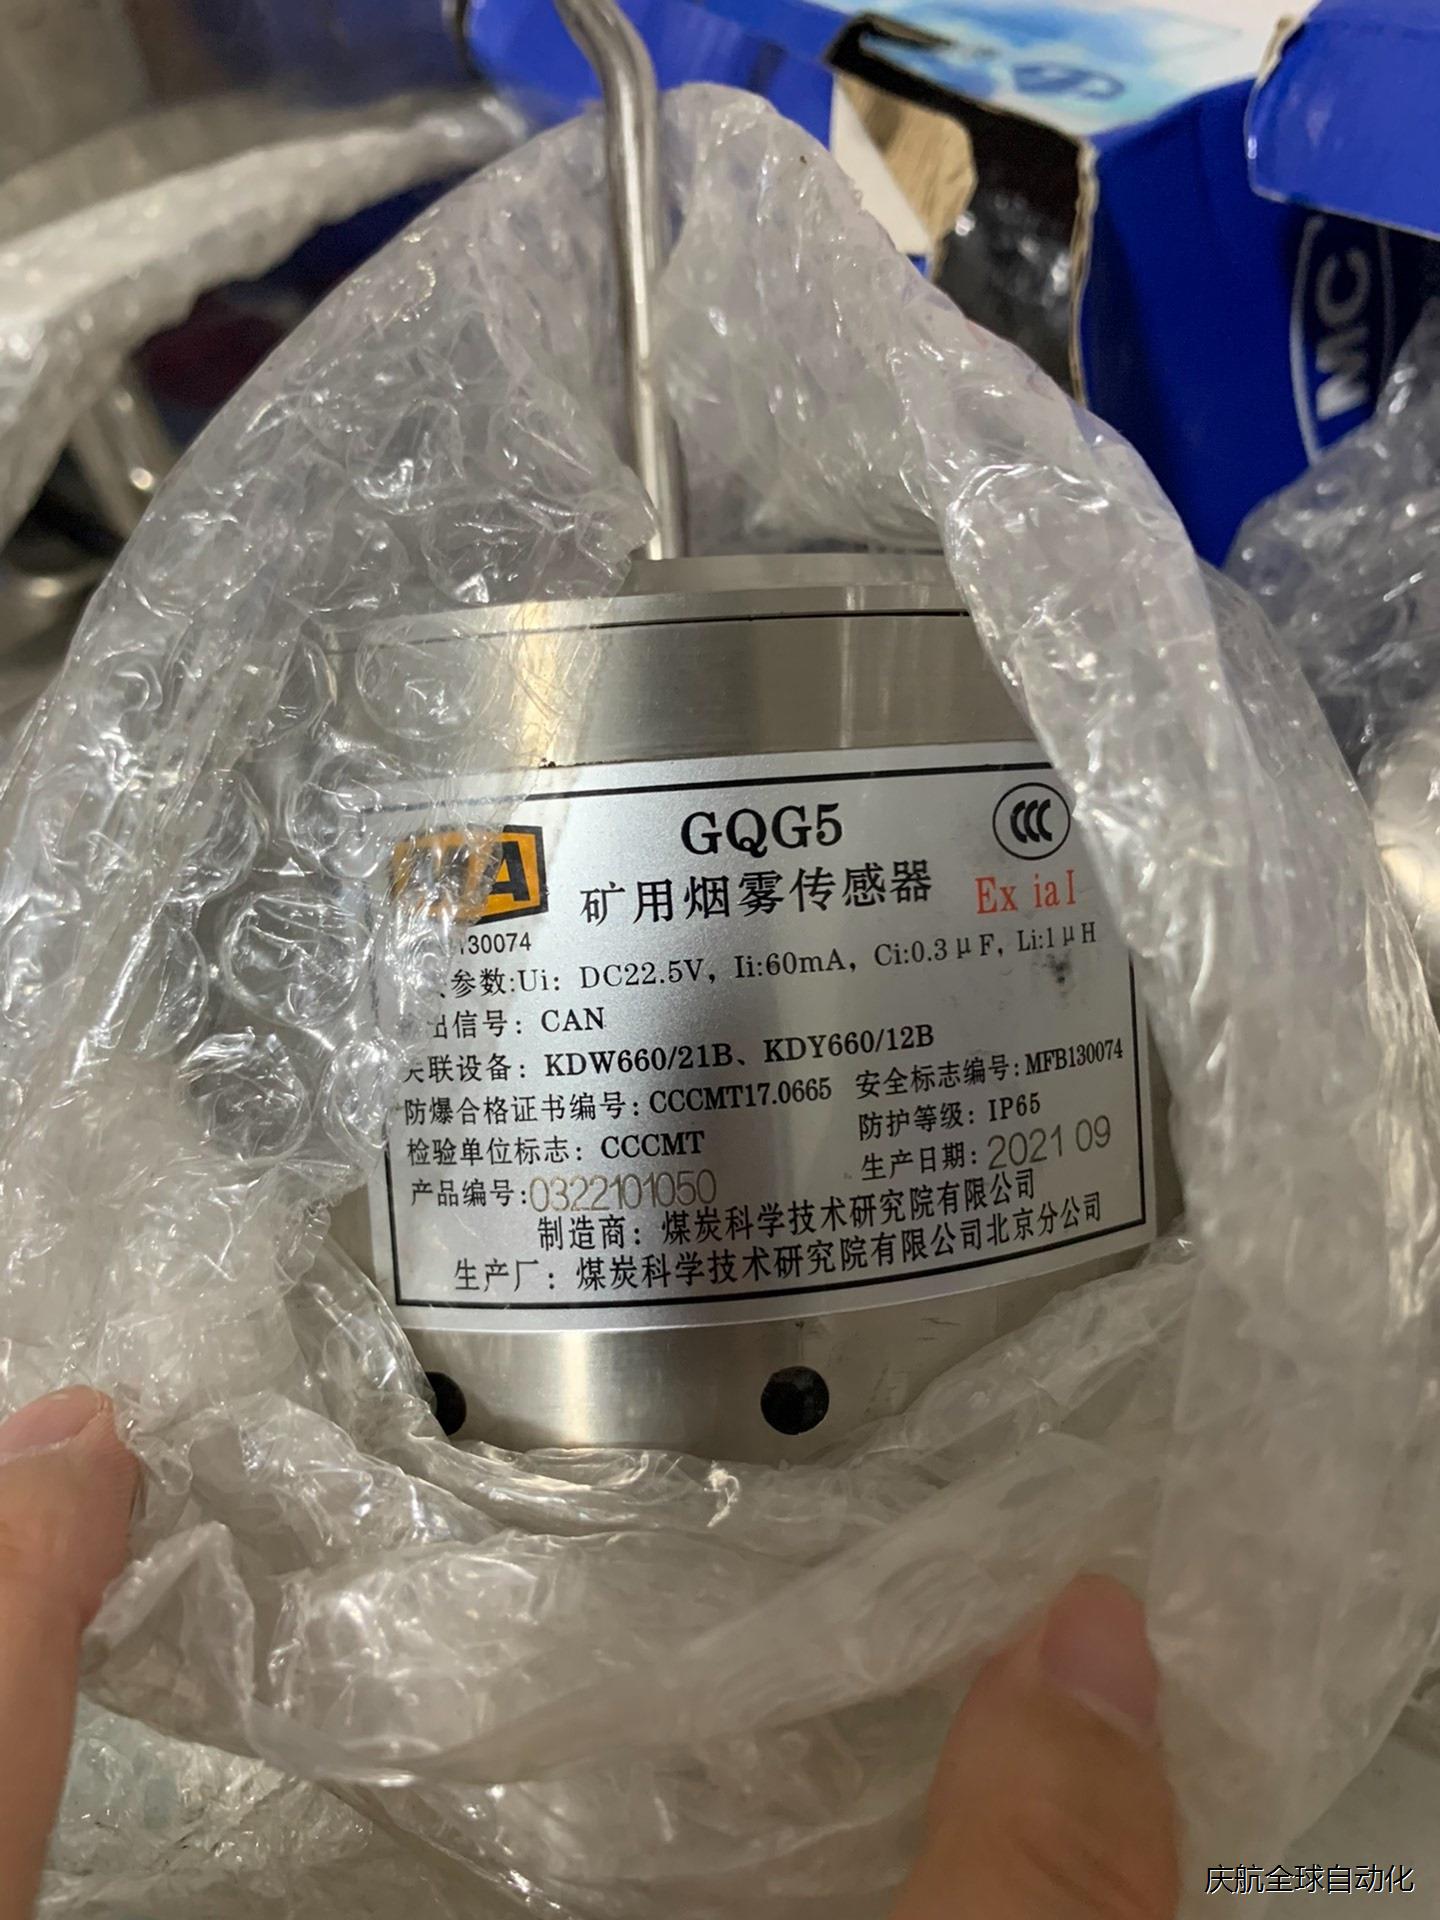 MC
GQG5
矿用烟雾传感器
Ex ia I
A
130074
参数:Ui: DC22.5V, Ii:60mA, Ci:0.3μF, Li:1μH
出信号: CAN
关联设备: KDW660/21B、KDY660/12B
防爆合格证书编号: CCCMT17.0665 安全标志编号: MFB130074
检验单位标志: CCCMT 防护等级: IP65
产品编号: 0322101050 生产日期: 2021 09
制造商: 煤炭科学技术研究院有限公司
生产厂: 煤炭科学技术研究院有限公司北京分公司
庆航全球自动化